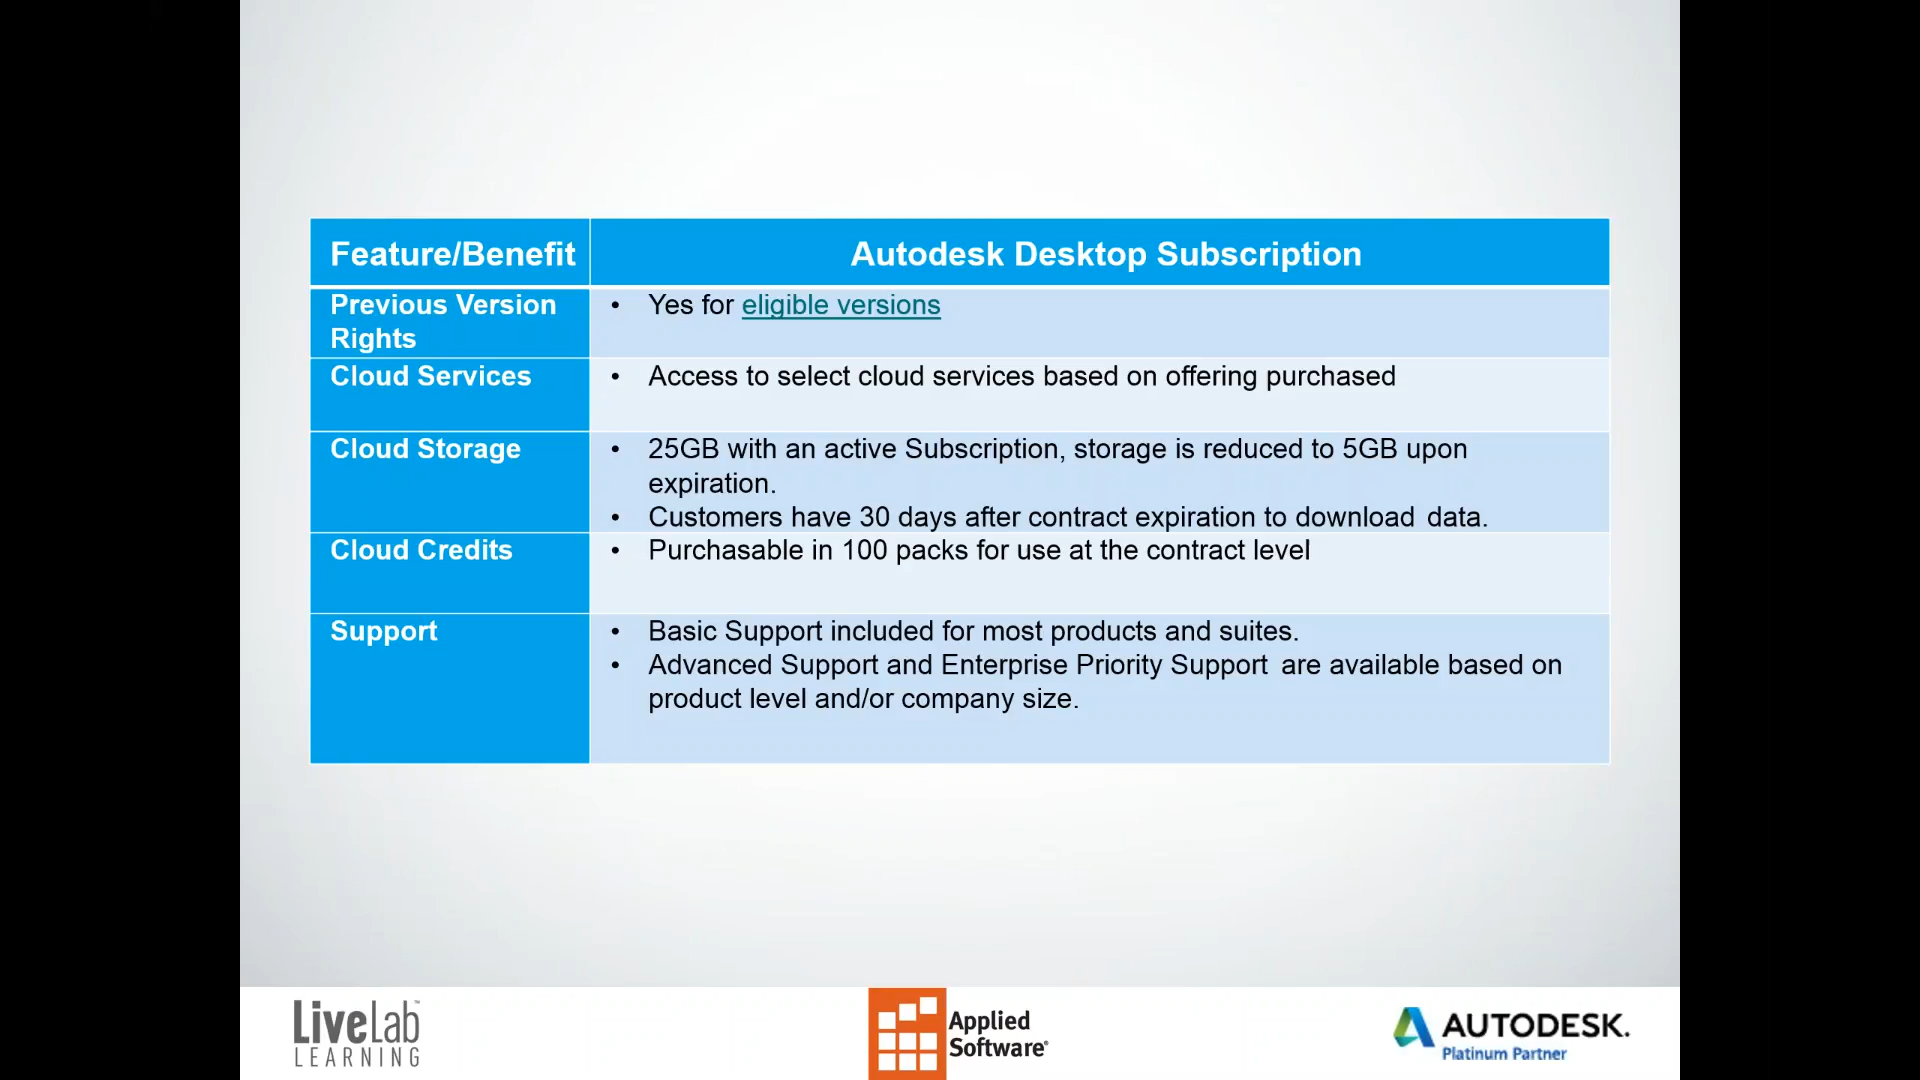 Feature/Benefit
Autodesk Desktop Subscription
Previous Version
Rights
• Yes for eligible versions
Cloud Services
• Access to select cloud services based on offering purchased
Cloud Storage
• 25GB with an active Subscription, storage is reduced to 5GB upon
expiration.
• Customers have 30 days after contract expiration to download data.
Cloud Credits
• Purchasable in 100 packs for use at the contract level
Support
• Basic Support included for most products and suites.
• Advanced Support and Enterprise Priority Support are available based on
product level and/or company size.
LiveLab™
LEARNING
Applied
Software®
AUTODESK.
Platinum Partner